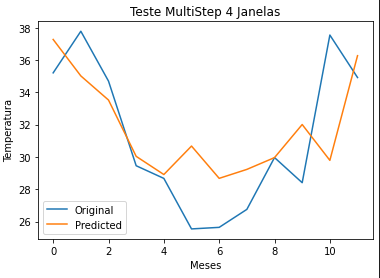 Teste MultiStep 4 Janelas
38
36
34
32
30
28
26
Temperatura
Original
Predicted
0 2 4 6 8 10
Meses